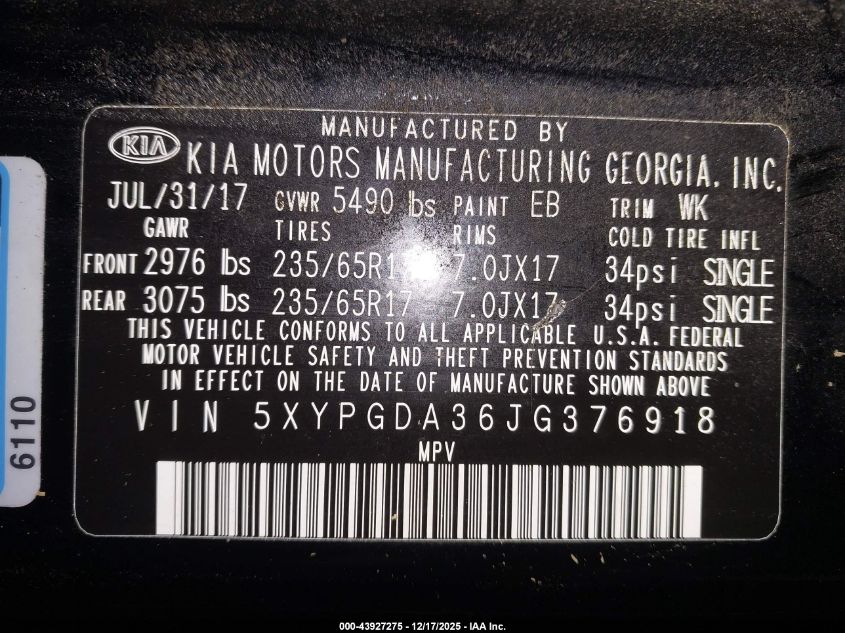 MANUFACTURED BY
KIA KIA MOTORS MANUFACTURING GEORGIA. INC.
JUL/31/17 GVWR 5490 lbs PAINT EB TRIM WK
GAWR TIRES RIMS COLD TIRE INFL
FRONT 2976 lbs 235/65R17 7.0JX17 34psi SINGLE
REAR 3075 lbs 235/65R17 7.0JX17 34psi SINGLE
THIS VEHICLE CONFORMS TO ALL APPLICABLE U.S.A. FEDERAL
MOTOR VEHICLE SAFETY AND THEFT PREVENTION STANDARDS
IN EFFECT ON THE DATE OF MANUFACTURE SHOWN ABOVE
VIN 5XYPGDA36JG376918
MPV
6110
000-43927275 - 12/17/2025 - IAA Inc.